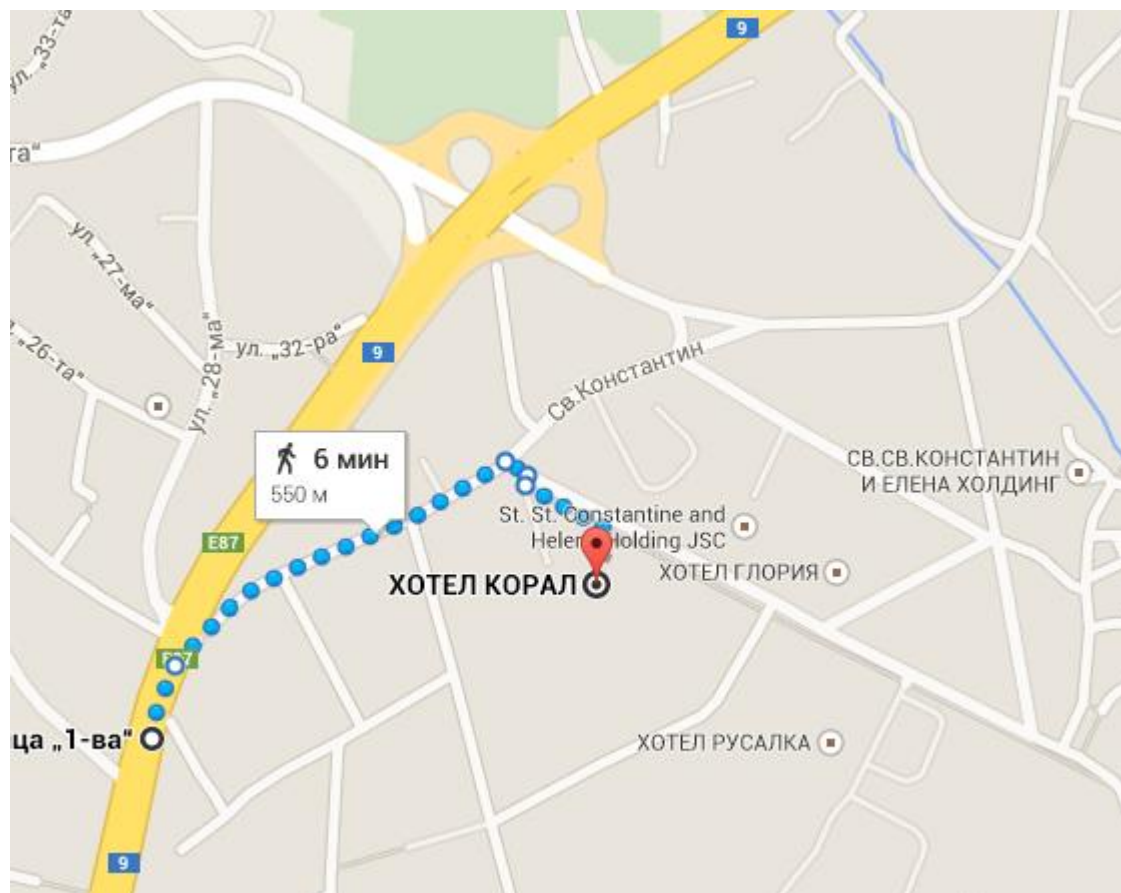 9
ул. „33-та“
та“
ул. „27-ма“
ул. „28-ма“
ул. „32-ра“
9
„26-та“
Св.Константин
6 мин
550 м
СВ.СВ.КОНСТАНТИН
И ЕЛЕНА ХОЛДИНГ
St. St. Constantine and
Helena Holding JSC
E87
ХОТЕЛ КОРАЛ
ХОТЕЛ ГЛОРИЯ
E87
ца „1-ва“
ХОТЕЛ РУСАЛКА
9